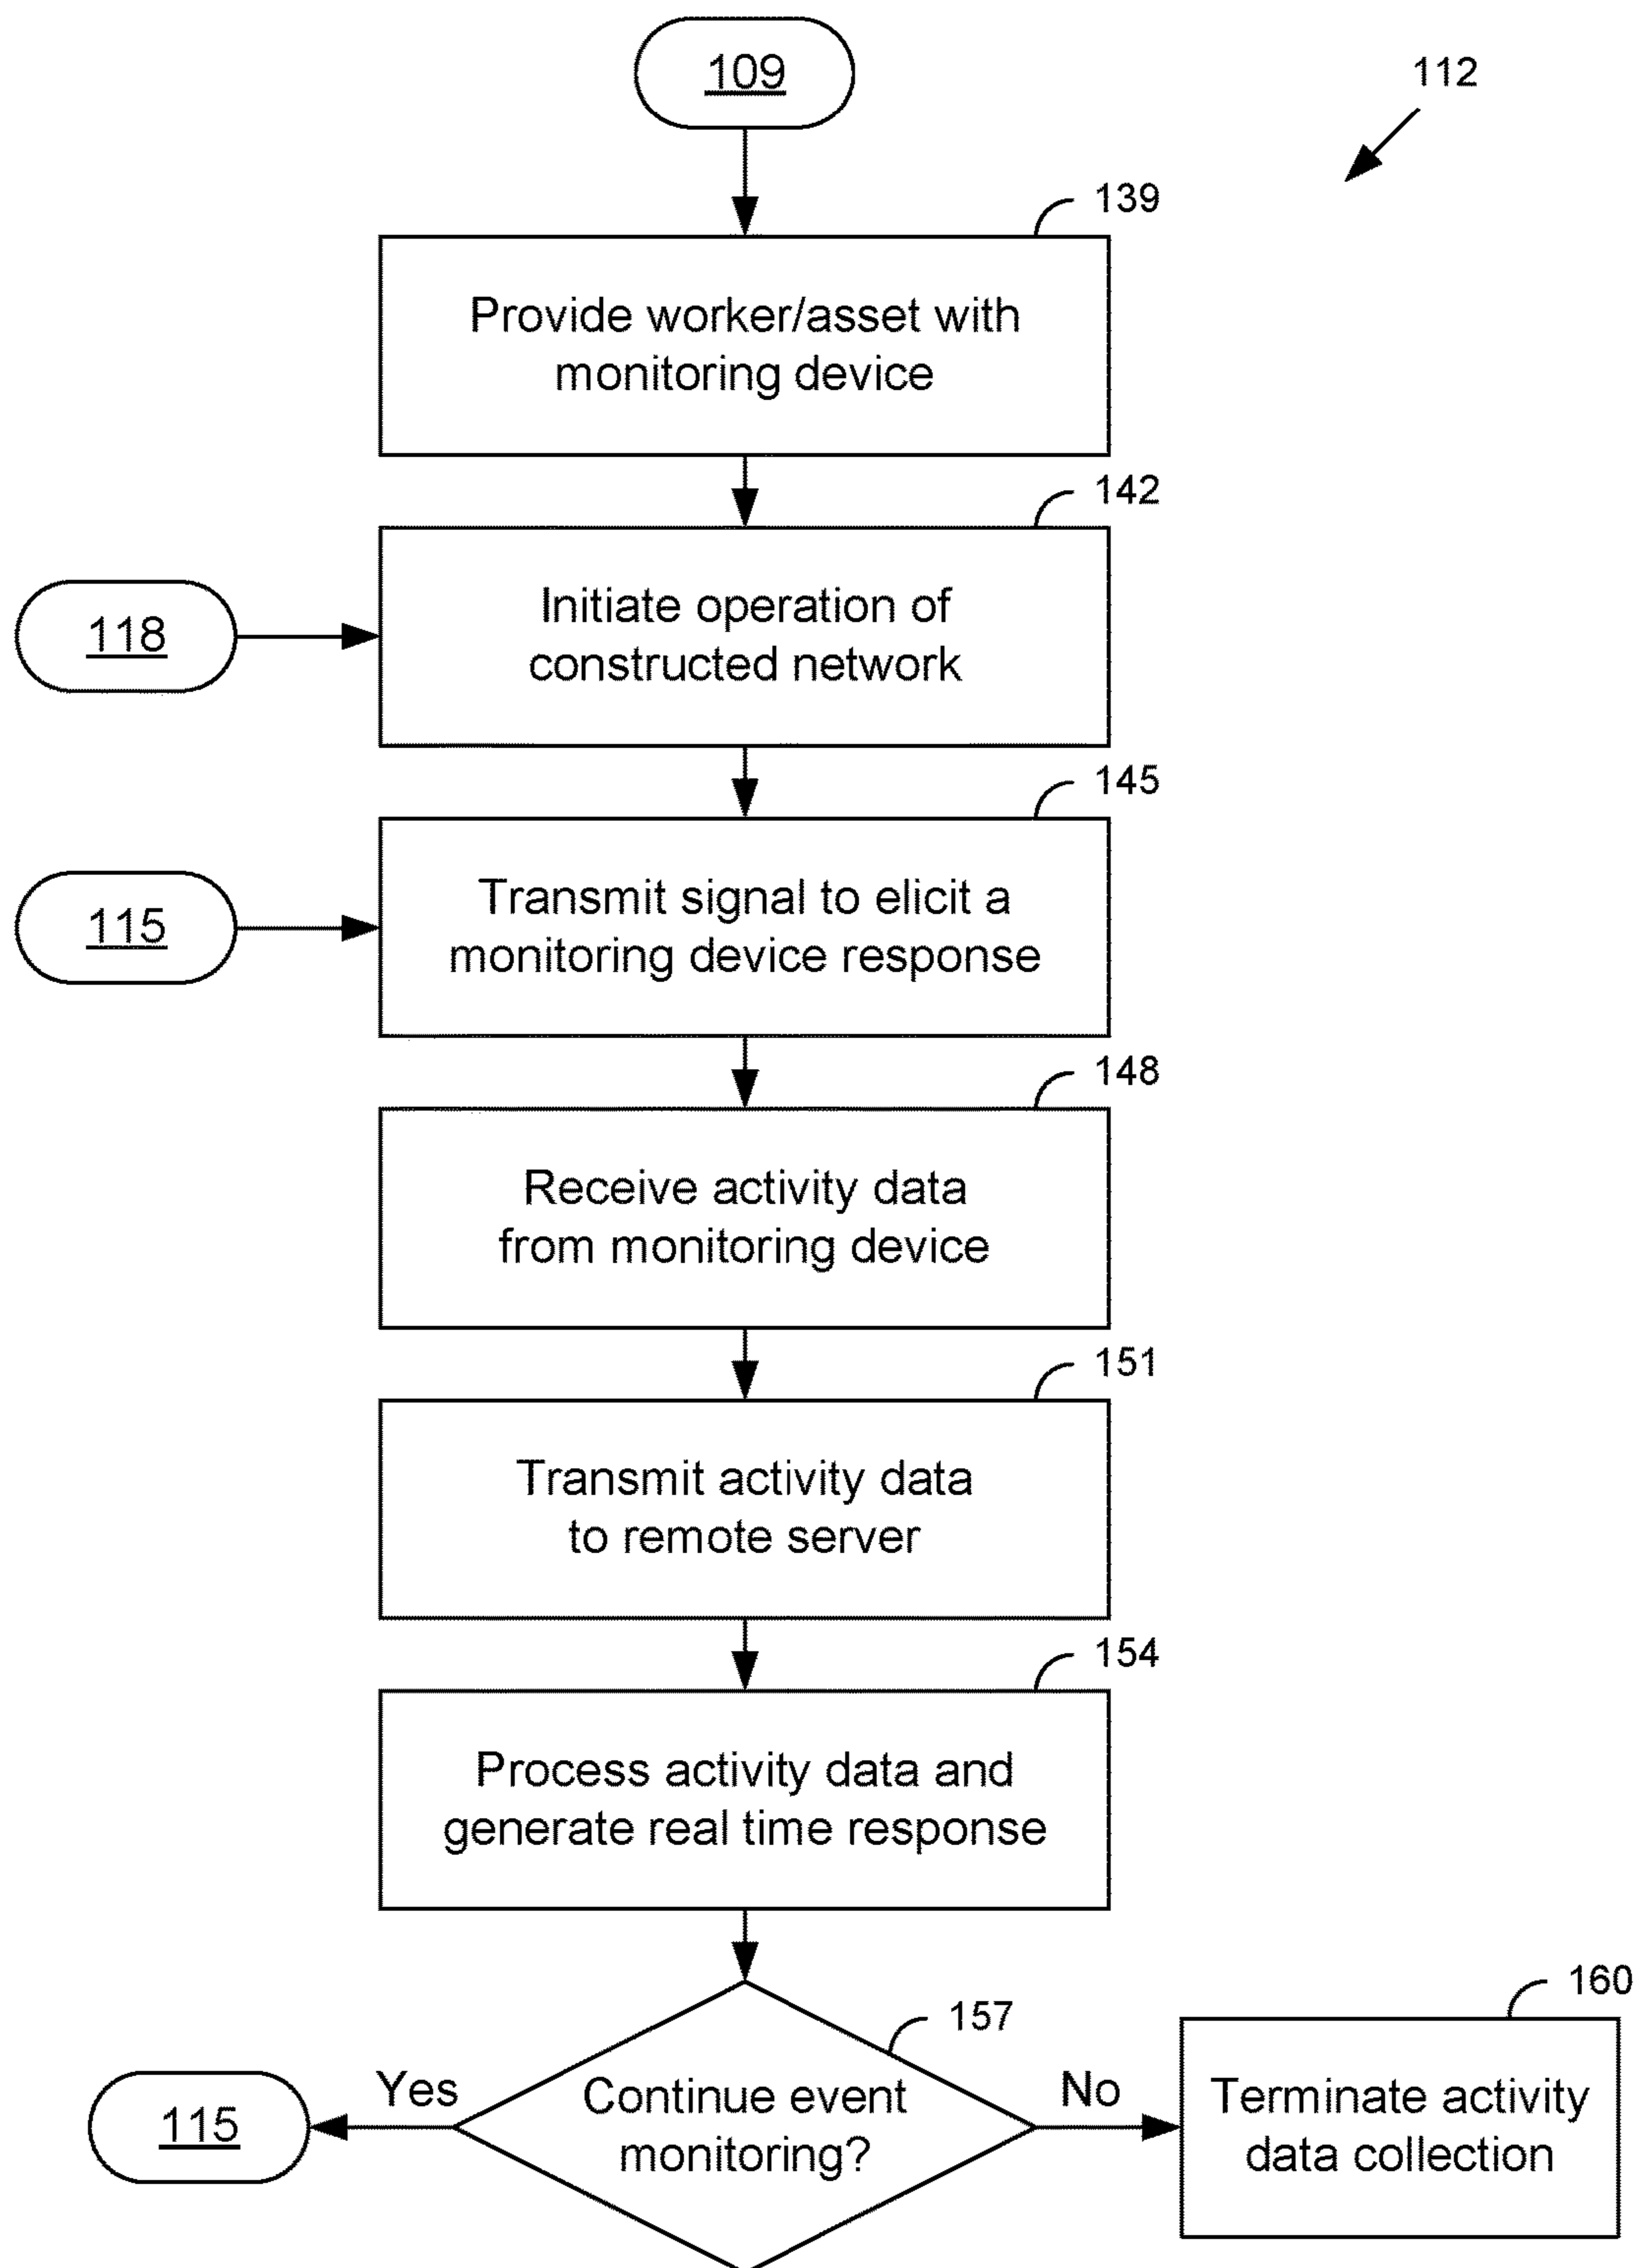 109
112
139
Provide worker/asset with
monitoring device
142
118
Initiate operation of
constructed network
145
115
Transmit signal to elicit a
monitoring device response
148
Receive activity data
from monitoring device
151
Transmit activity data
to remote server
154
Process activity data and
generate real time response
157
160
115
Yes
Continue event
monitoring?
No
Terminate activity
data collection